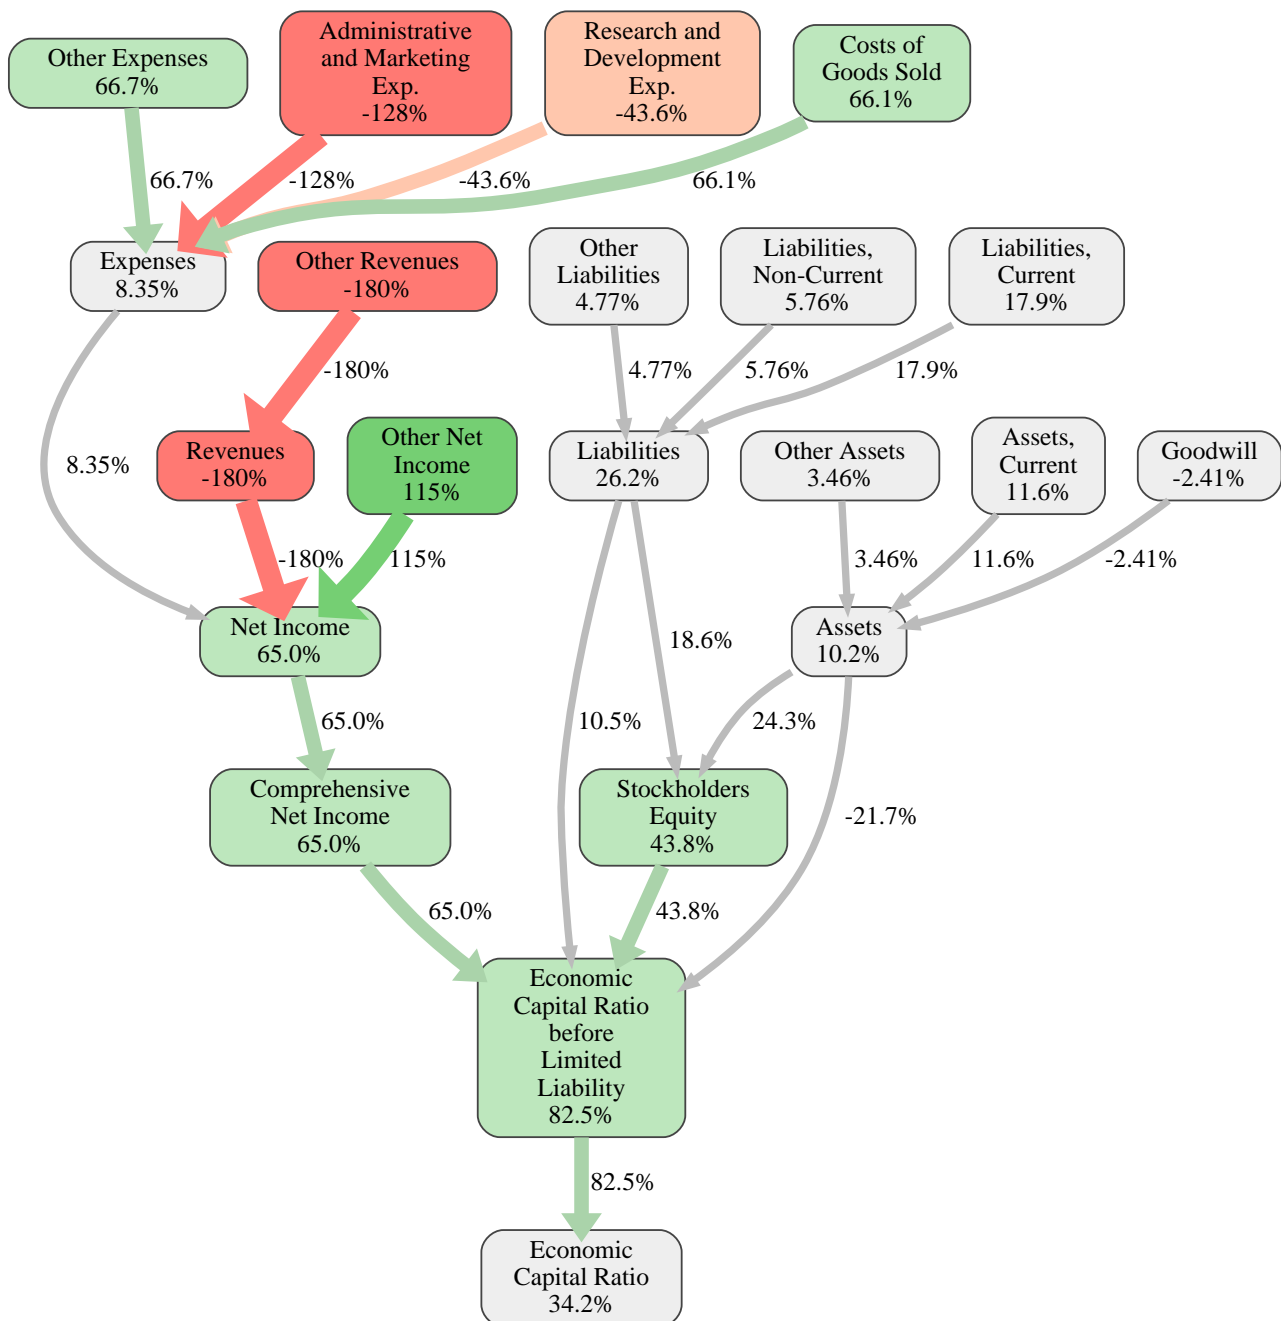 Other Expenses
66.7%
Administrative
and Marketing
Exp.
-128%
Research and
Development
Exp.
-43.6%
Costs of
Goods Sold
66.1%
66.7%
-128%
-43.6%
66.1%
Expenses
8.35%
Other Revenues
-180%
Other
Liabilities
4.77%
Liabilities,
Non-Current
5.76%
Liabilities,
Current
17.9%
-180%
4.77%
5.76%
17.9%
8.35%
Revenues
-180%
Other Net
Income
115%
Liabilities
26.2%
Other Assets
3.46%
Assets,
Current
11.6%
Goodwill
-2.41%
-180%
115%
3.46%
11.6%
-2.41%
Net Income
65.0%
18.6%
Assets
10.2%
65.0%
10.5%
24.3%
Comprehensive
Net Income
65.0%
Stockholders
Equity
43.8%
-21.7%
65.0%
43.8%
Economic
Capital Ratio
before
Limited
Liability
82.5%
82.5%
Economic
Capital Ratio
34.2%